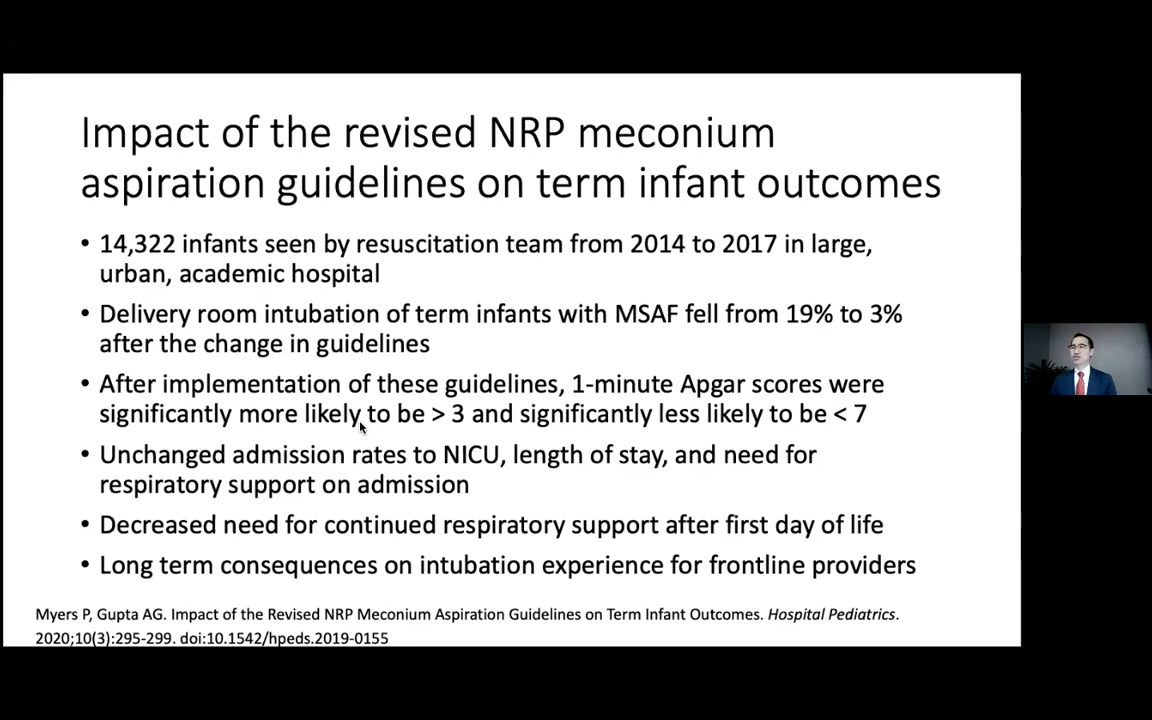 Impact of the revised NRP meconium
aspiration guidelines on term infant outcomes
• 14,322 infants seen by resuscitation team from 2014 to 2017 in large,
urban, academic hospital
• Delivery room intubation of term infants with MSAF fell from 19% to 3%
after the change in guidelines
• After implementation of these guidelines, 1-minute Apgar scores were
significantly more likely to be > 3 and significantly less likely to be < 7
• Unchanged admission rates to NICU, length of stay, and need for
respiratory support on admission
• Decreased need for continued respiratory support after first day of life
• Long term consequences on intubation experience for frontline providers
Myers P, Gupta AG. Impact of the Revised NRP Meconium Aspiration Guidelines on Term Infant Outcomes. Hospital Pediatrics.
2020;10(3):295-299. doi:10.1542/hpeds.2019-0155